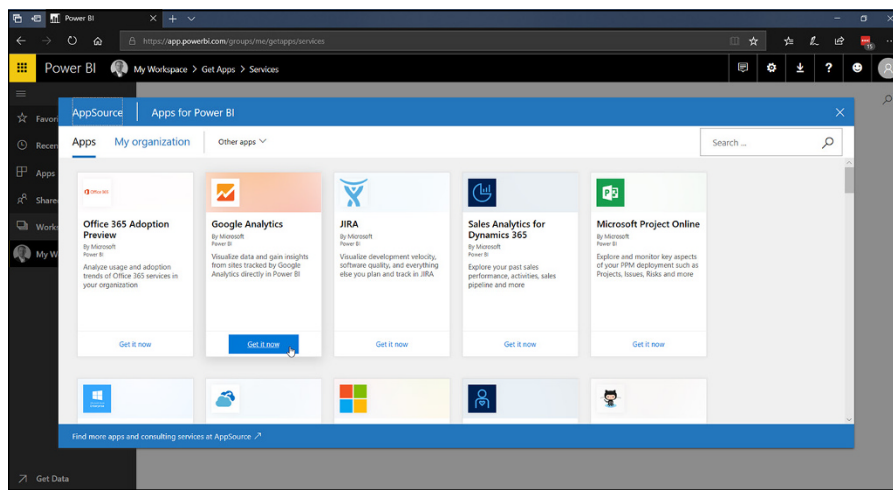 Power BI
https://app.powerbi.com/groups/me/getapps/services
Power BI
My Workspace > Get Apps > Services
AppSource
Apps for Power BI
Favori
Recen
Apps
Share
Works
My W
Apps
My organization
Other apps
Search ...
Office 365
Office 365 Adoption
Preview
By Microsoft
Power BI
Analyze usage and adoption
trends of Office 365 services in
your organization
Get it now
Google Analytics
By Microsoft
Power BI
Visualize data and gain insights
from sites tracked by Google
Analytics directly in Power BI
Get it now
JIRA
By Microsoft
Power BI
Visualize development velocity,
software quality, and everything
else you plan and track in JIRA
Get it now
Sales Analytics for
Dynamics 365
By Microsoft
Power BI
Explore your past sales
performance, activities, sales
pipeline and more
Get it now
Microsoft Project Online
By Microsoft
Power BI
Explore and monitor key aspects
of your PPM deployment such as
Projects, Issues, Risks and more
Get it now
Find more apps and consulting services at AppSource
Get Data